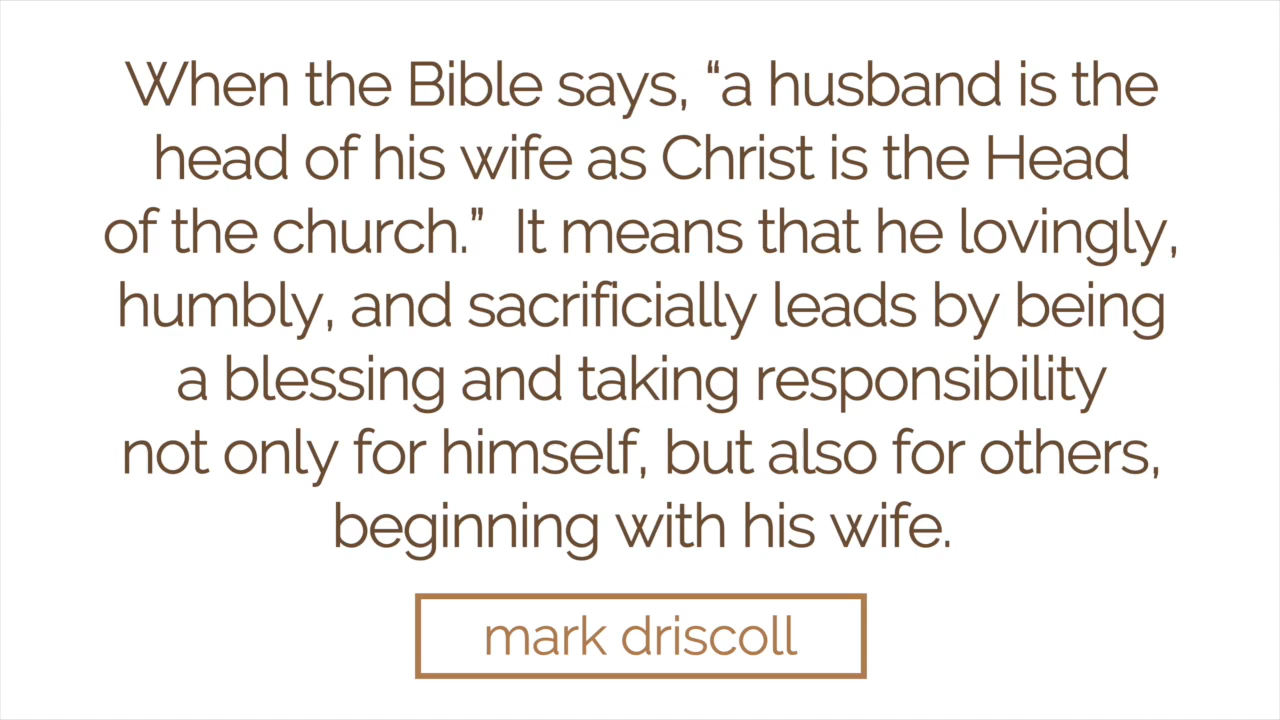 When the Bible says, “a husband is the
head of his wife as Christ is the Head
of the church.”  It means that he lovingly,
humbly, and sacrificially leads by being
a blessing and taking responsibility
not only for himself, but also for others,
beginning with his wife.
mark driscoll